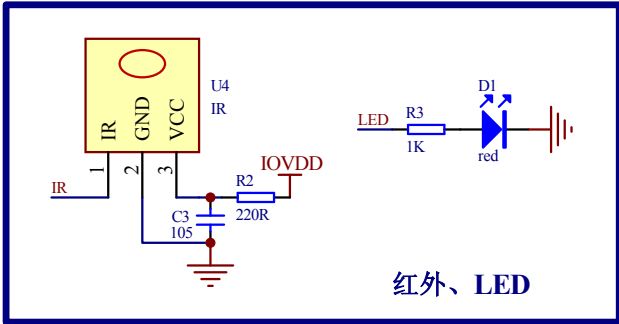 U4
IR
IR
GND
VCC
1
2
3
IR
IOVDD
R2
220R
C3
105
D1
LED
R3
1K
red
红外、LED